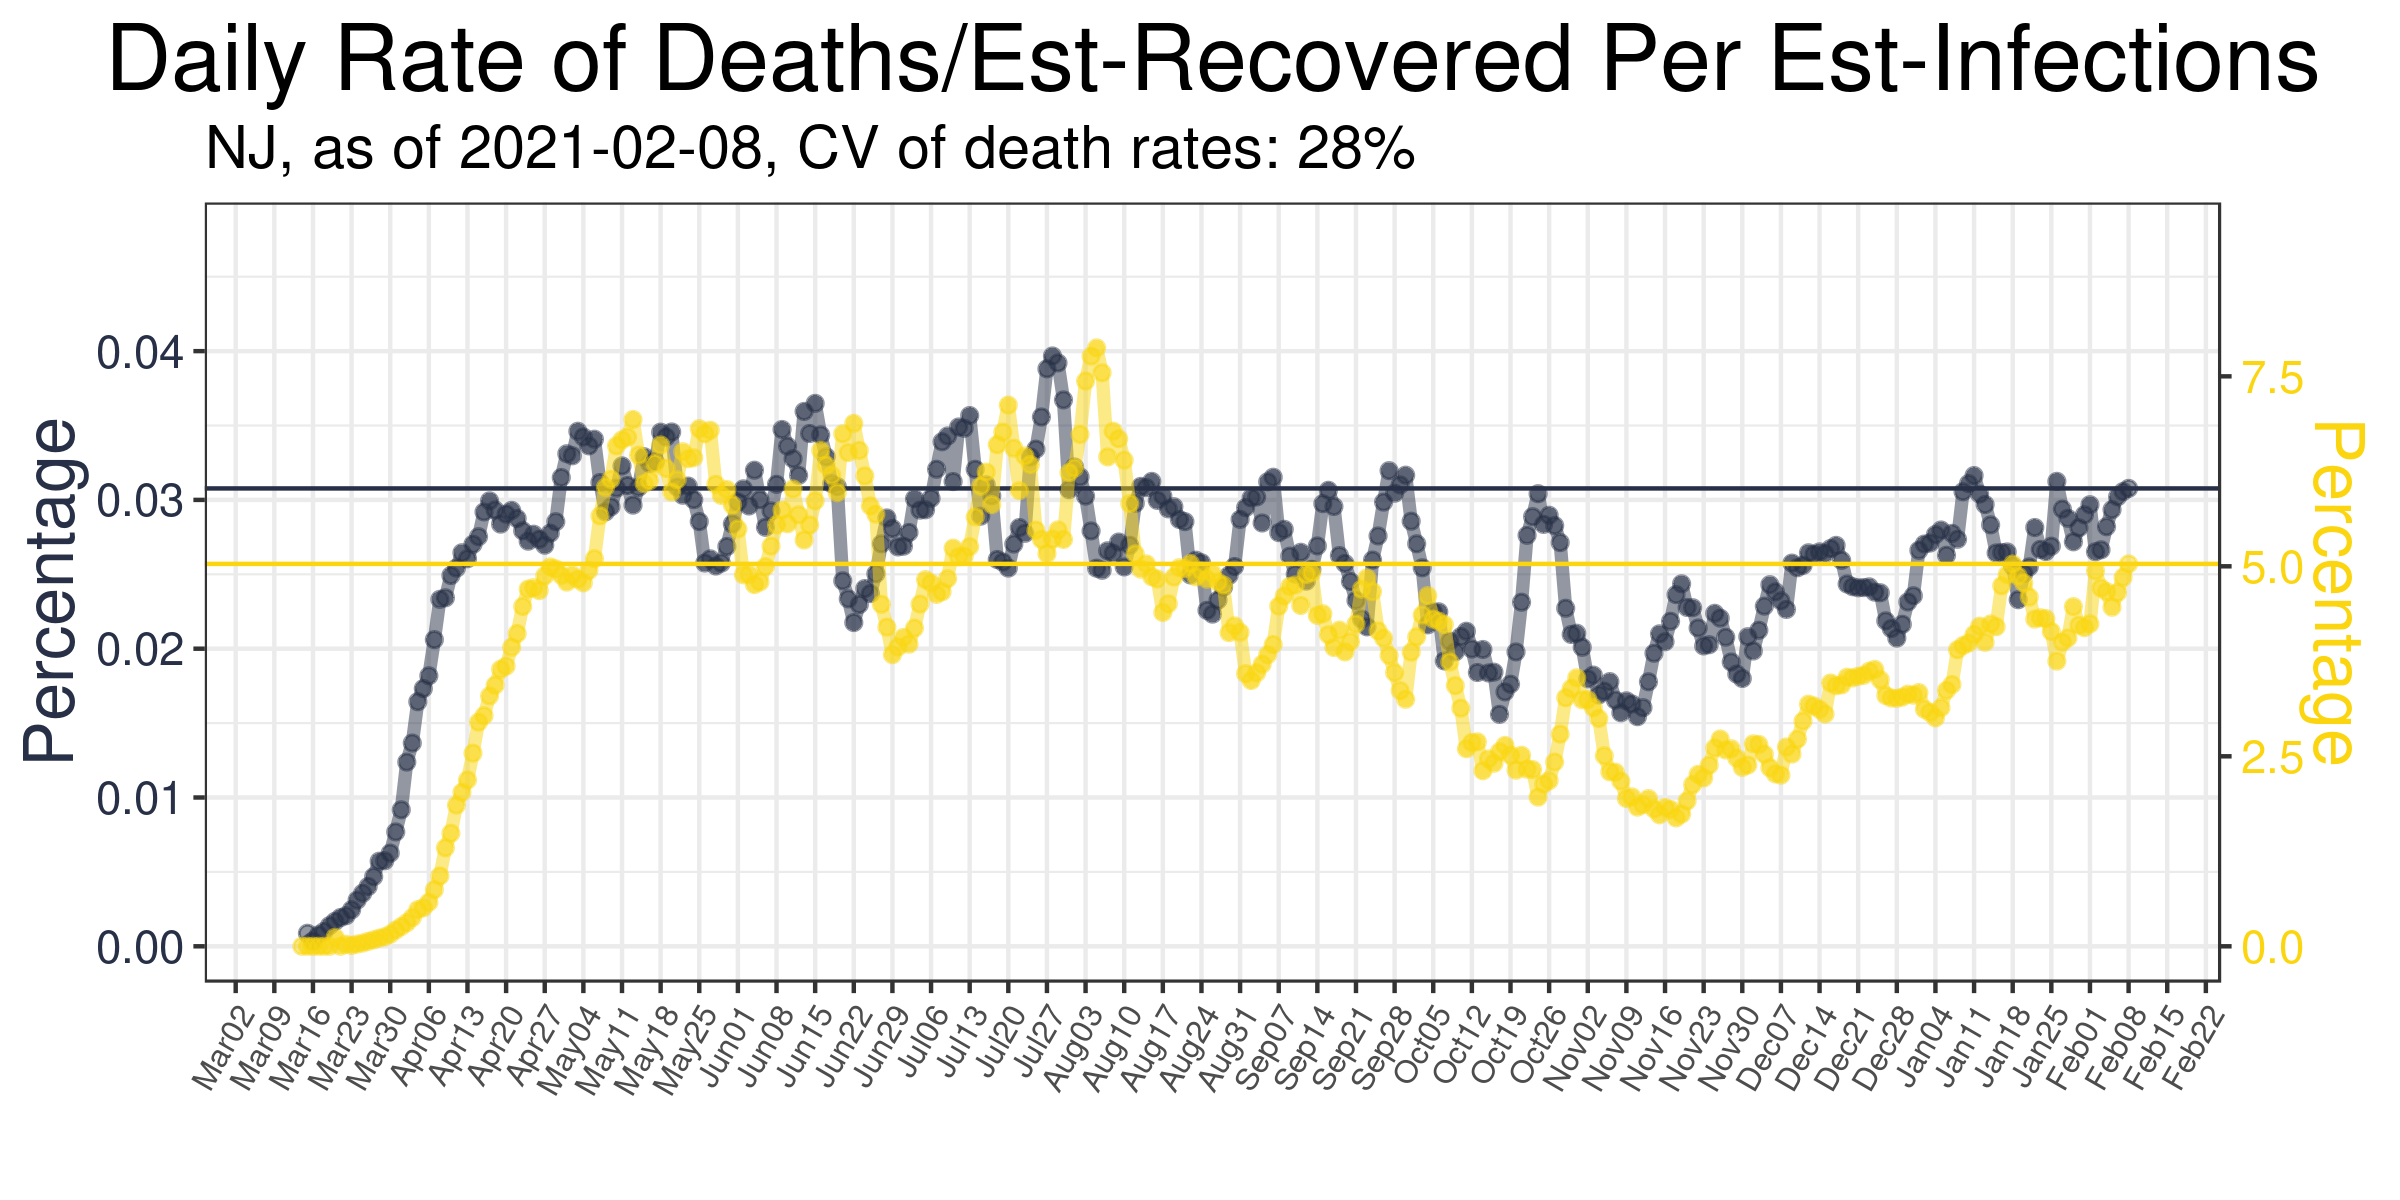 Daily Rate of Deaths/Est-Recovered Per Est-Infections
NJ, as of 2021-02-08, CV of death rates: 28%
Percentage
0.04
0.03
0.02
0.01
0.00
7.5
5.0
2.5
0.0
Percentage
Mar02
Mar09
Mar16
Mar23
Mar30
Apr06
Apr13
Apr20
Apr27
May04
May11
May18
May25
Jun01
Jun08
Jun15
Jun22
Jun29
Jul06
Jul13
Jul20
Jul27
Aug03
Aug10
Aug17
Aug24
Aug31
Sep07
Sep14
Sep21
Sep28
Oct05
Oct12
Oct19
Oct26
Nov02
Nov09
Nov16
Nov23
Nov30
Dec07
Dec14
Dec21
Dec28
Jan04
Jan11
Jan18
Jan25
Feb01
Feb08
Feb15
Feb22